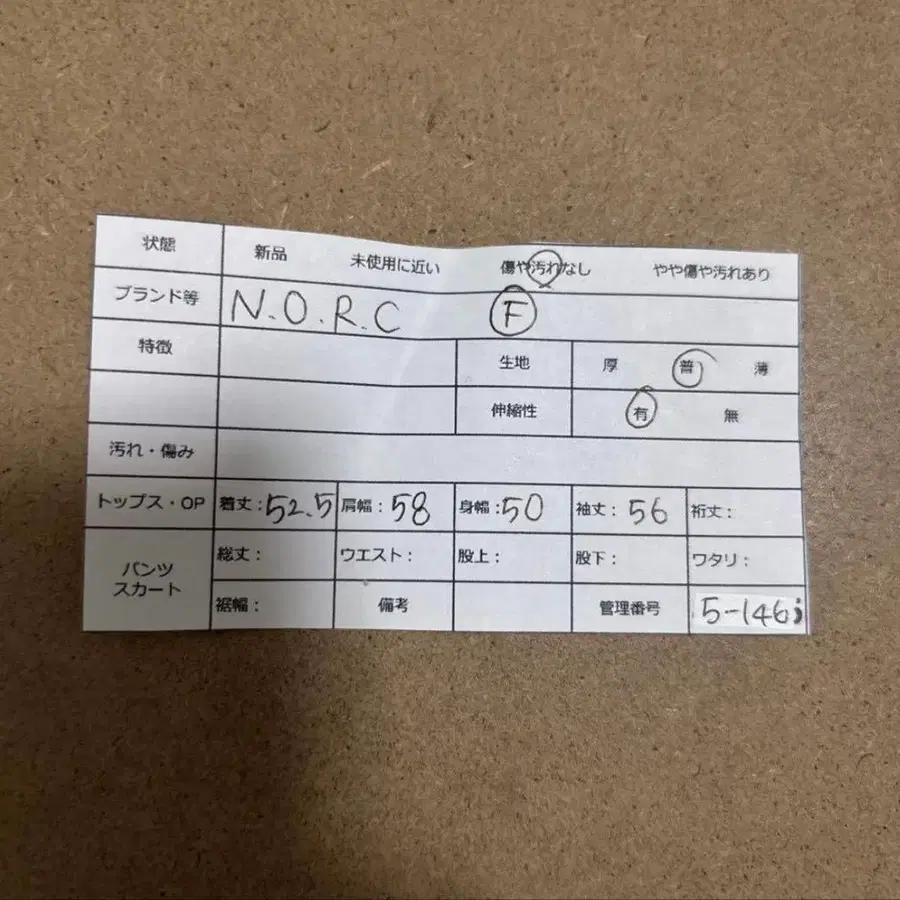 状態 新品 未使用に近い 傷や汚れなし やや傷や汚れあり
ブランド等 N.O.R.C F
特徴 生地 厚 普 薄
伸縮性 有 無
汚れ・傷み
トップス・OP 着丈:52.5 肩幅:58 身幅:50 袖丈:56 裄丈:
パンツ スカート 総丈: ウエスト: 股上: 股下: ワタリ:
裾幅: 備考 管理番号 5-146